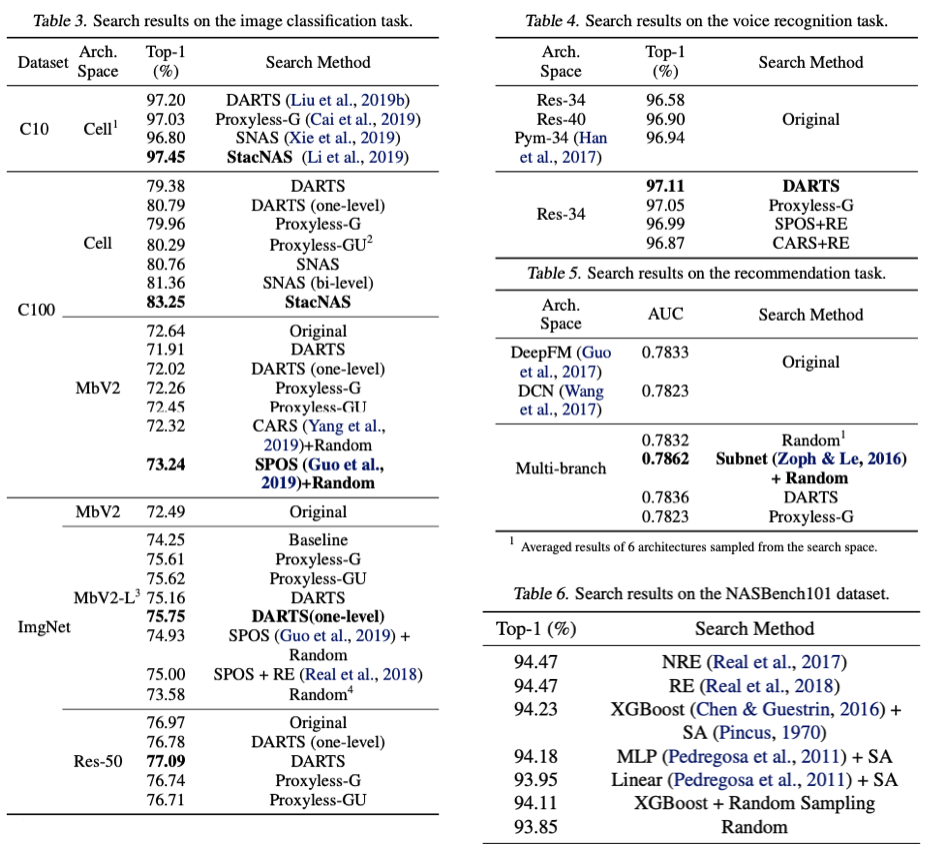 Table 3. Search results on the image classification task.
Dataset Arch. Space Top-1 (%) Search Method
C10 Cell1 97.20 DARTS (Liu et al., 2019b)
97.03 Proxyless-G (Cai et al., 2019)
96.80 SNAS (Xie et al., 2019)
97.45 StacNAS (Li et al., 2019)
C100 Cell 79.38 DARTS
80.79 DARTS (one-level)
79.96 Proxyless-G
80.29 Proxyless-GU2
80.76 SNAS
81.36 SNAS (bi-level)
83.25 StacNAS
MbV2 72.64 Original
71.91 DARTS
72.02 DARTS (one-level)
72.26 Proxyless-G
72.45 Proxyless-GU
72.32 CARS (Yang et al.,
2019)+Random
73.24 SPOS (Guo et al.,
2019)+Random
ImgNet MbV2 72.49 Original
MbV2-L3 74.25 Baseline
75.61 Proxyless-G
75.62 Proxyless-GU
75.16 DARTS
75.75 DARTS(one-level)
74.93 SPOS (Guo et al., 2019) +
Random
75.00 SPOS + RE (Real et al., 2018)
73.58 Random4
Res-50 76.97 Original
76.78 DARTS (one-level)
77.09 DARTS
76.74 Proxyless-G
76.71 Proxyless-GU
Table 4. Search results on the voice recognition task.
Arch. Space Top-1 (%) Search Method
Res-34 96.58 Original
Res-40 96.90
Pym-34 (Han 96.94
et al., 2017)
Res-34 97.11 DARTS
97.05 Proxyless-G
96.99 SPOS+RE
96.87 CARS+RE
Table 5. Search results on the recommendation task.
Arch. Space AUC Search Method
DeepFM (Guo 0.7833 Original
et al., 2017)
DCN (Wang 0.7823
et al., 2017)
Multi-branch 0.7832 Random1
0.7862 Subnet (Zoph & Le, 2016)
+ Random
0.7836 DARTS
0.7823 Proxyless-G
1 Averaged results of 6 architectures sampled from the search space.
Table 6. Search results on the NASBench101 dataset.
Top-1 (%) Search Method
94.47 NRE (Real et al., 2017)
94.47 RE (Real et al., 2018)
94.23 XGBoost (Chen & Guestrin, 2016) +
SA (Pincus, 1970)
94.18 MLP (Pedregosa et al., 2011) + SA
93.95 Linear (Pedregosa et al., 2011) + SA
94.11 XGBoost + Random Sampling
93.85 Random